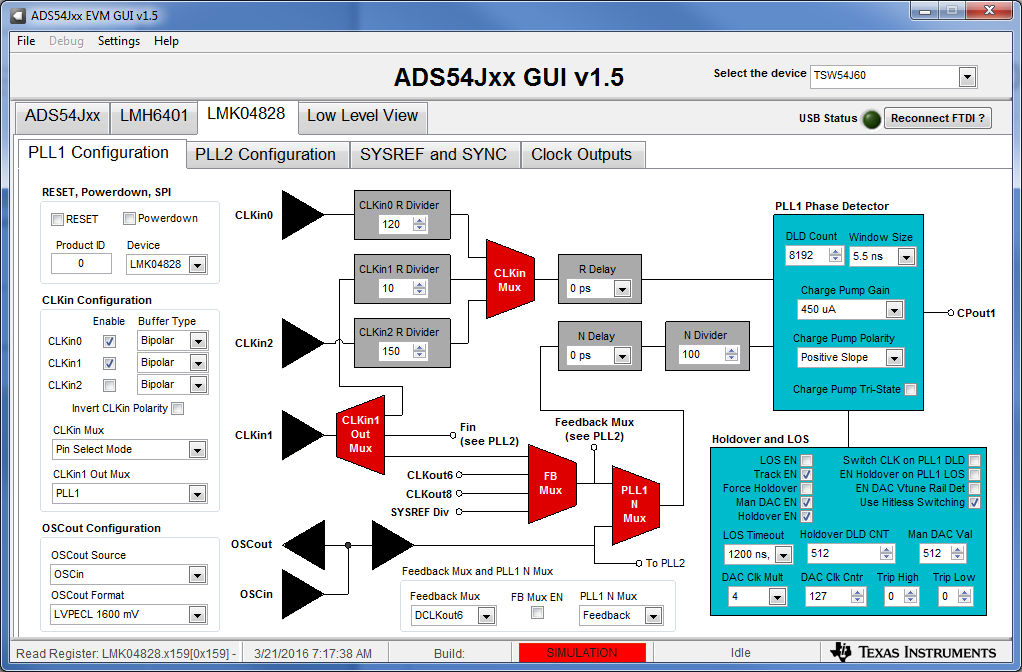 ADS54Jxx EVM GUI v1.5
File Debug Settings Help
ADS54Jxx GUI v1.5
Select the device TSW54J60
ADS54Jxx LMH6401 LMK04828 Low Level View
USB Status Reconnect FTDI ?
PLL1 Configuration PLL2 Configuration SYSREF and SYNC Clock Outputs
RESET, Powerdown, SPI
RESET Powerdown
Product ID Device
0 LMK04828
CLKin Configuration
Enable Buffer Type
CLKin0 Bipolar
CLKin1 Bipolar
CLKin2 Bipolar
Invert CLKin Polarity
CLKin Mux
Pin Select Mode
CLKin1 Out Mux
PLL1
OSCout Configuration
OSCout Source
OSCin
OSCout Format
LVPECL 1600 mV
CLKin0
CLKin0 R Divider
120
CLKin1 R Divider
10
CLKin2
CLKin2 R Divider
150
CLKin
Mux
R Delay
0 ps
N Delay
0 ps
N Divider
100
CLKin1
CLKin1
Out
Mux
Fin
(see PLL2)
Feedback Mux
(see PLL2)
CLKout6
CLKout8
SYSREF Div
FB
Mux
PLL1
N
Mux
OSCout
OSCin
To PLL2
Feedback Mux and PLL1 N Mux
Feedback Mux FB Mux EN PLL1 N Mux
DCLKout6 Feedback
PLL1 Phase Detector
DLD Count Window Size
8192 5.5 ns
Charge Pump Gain
450 uA
Charge Pump Polarity
Positive Slope
Charge Pump Tri-State
CPout1
Holdover and LOS
LOS EN Switch CLK on PLL1 DLD
Track EN EN Holdover on PLL1 LOS
Force Holdover EN DAC Vtune Rail Det
Man DAC EN Use Hitless Switching
Holdover EN
LOS Timeout Holdover DLD CNT Man DAC Val
1200 ns, 512 512
DAC Clk Mult DAC Clk Cntr Trip High Trip Low
4 127 0 0
Read Register: LMK04828.x159[0x159] - 3/21/2016 7:17:38 AM Build: SIMULATION Idle TEXAS INSTRUMENTS